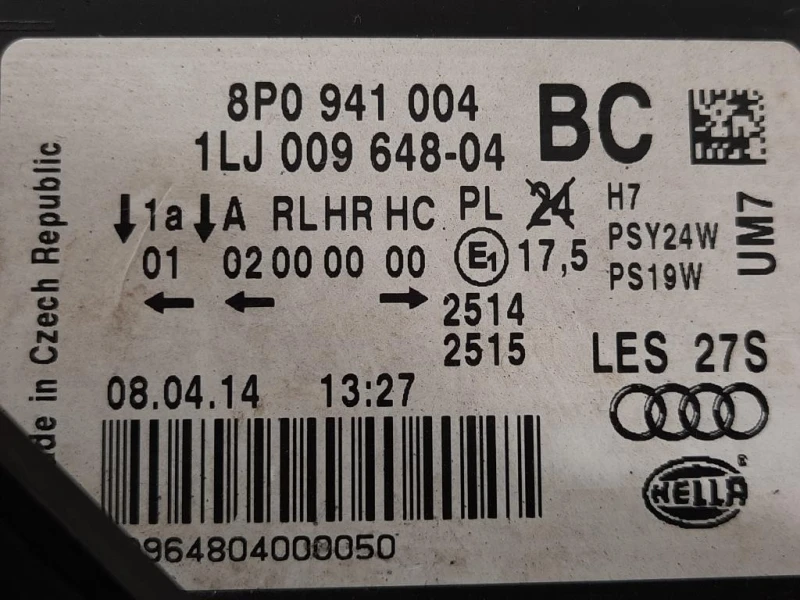 8P0 941 004 BC
1LJ 009 648-04
↓1a ↓A RL HR HC PL 24 H7
01 02 00 00 00 E1 17,5 PSY24W
PS19W
UM7
← ← →
2514
2515
LES 27S
08.04.14 13:27
in Czech Republic
HELLA
®
964804000050